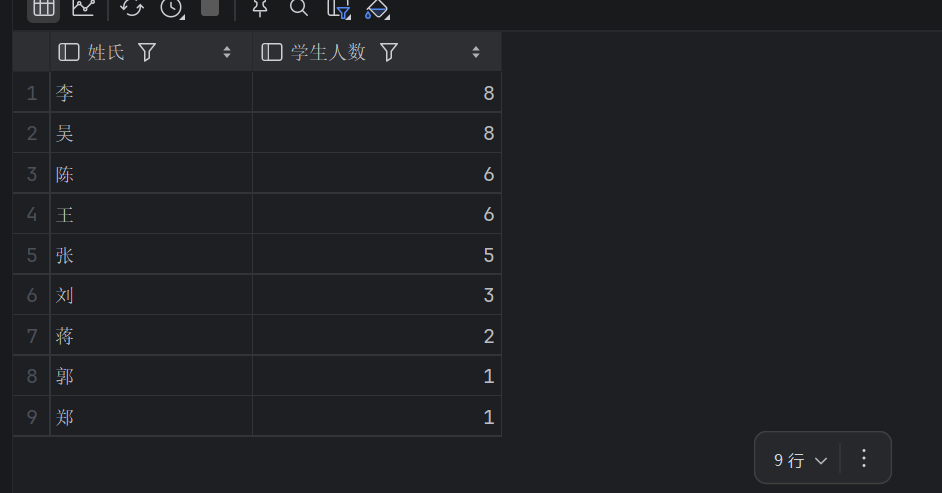 姓氏 学生人数
1 李 8
2 吴 8
3 陈 6
4 王 6
5 张 5
6 刘 3
7 蒋 2
8 郭 1
9 郑 1
9 行